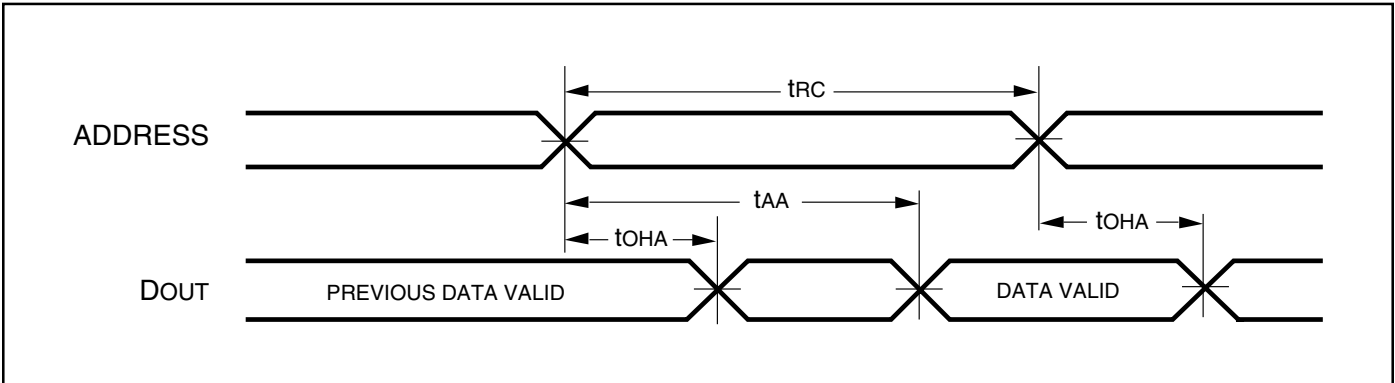 tRC
ADDRESS
tAA
tOHA
tOHA
DOUT
PREVIOUS DATA VALID
DATA VALID